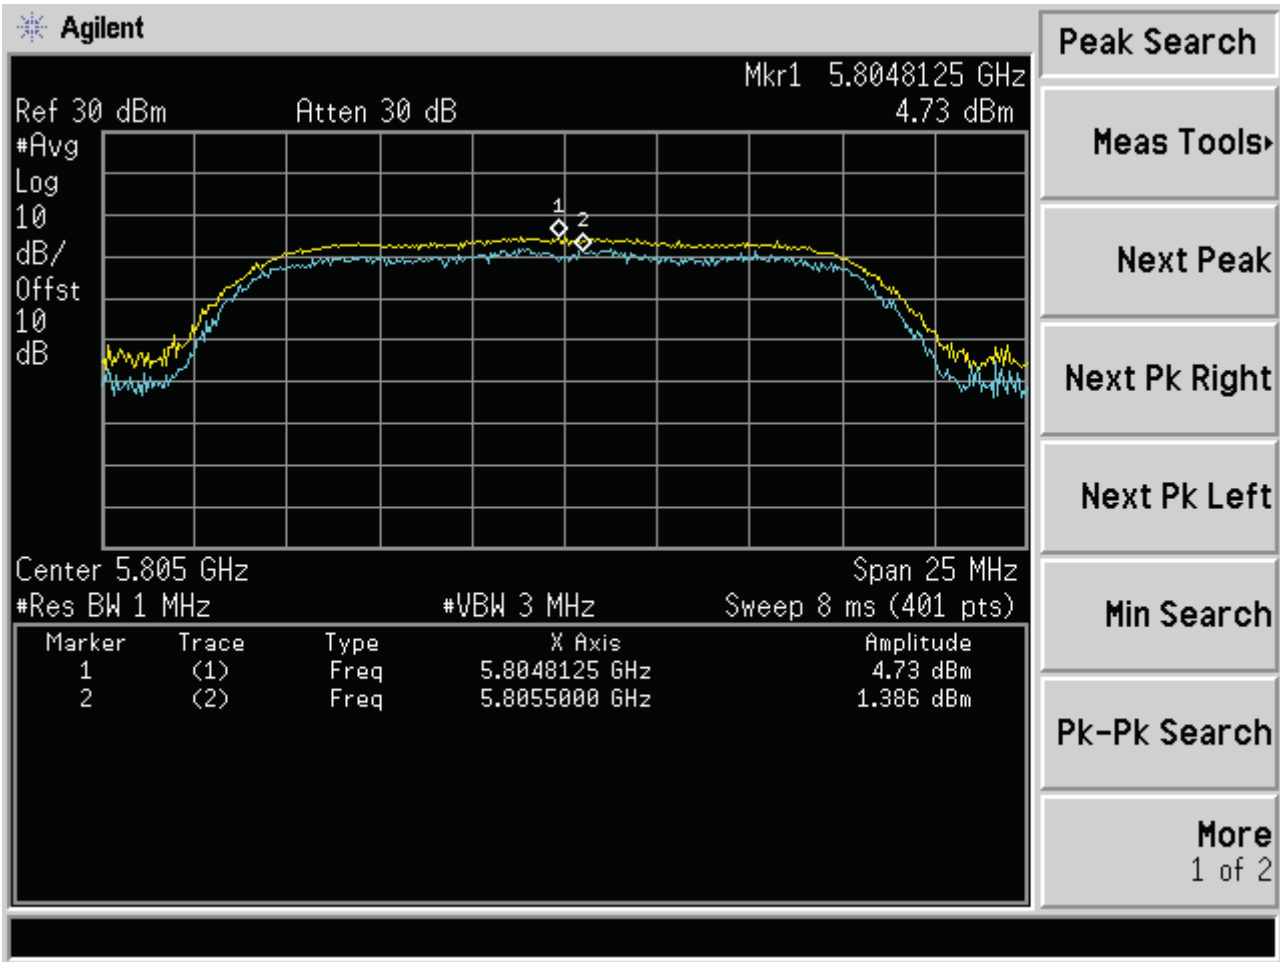 Agilent
Peak Search
Mkr1 5.8048125 GHz
Ref 30 dBm Atten 30 dB 4.73 dBm
#Avg
Log
10
dB/
Offst
10
dB
1
2
Center 5.805 GHz Span 25 MHz
#Res BW 1 MHz #VBW 3 MHz Sweep 8 ms (401 pts)
Marker Trace Type X Axis Amplitude
1 (1) Freq 5.8048125 GHz 4.73 dBm
2 (2) Freq 5.8055000 GHz 1.386 dBm
Meas Tools▸
Next Peak
Next Pk Right
Next Pk Left
Min Search
Pk-Pk Search
More
1 of 2